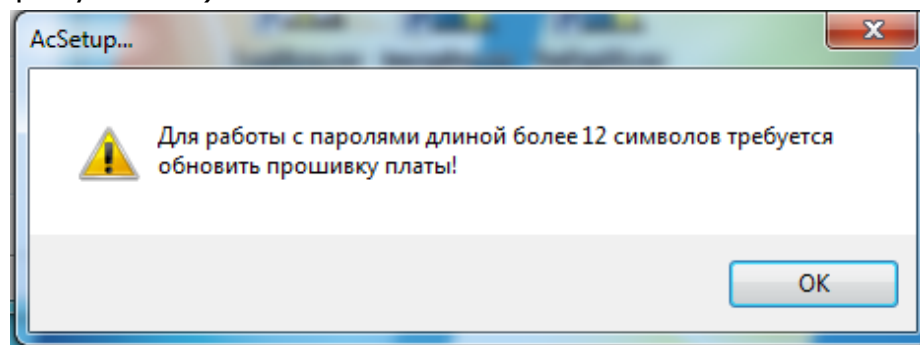 AcSetup...
Для работы с паролями длиной более 12 символов требуется
обновить прошивку платы!
OK